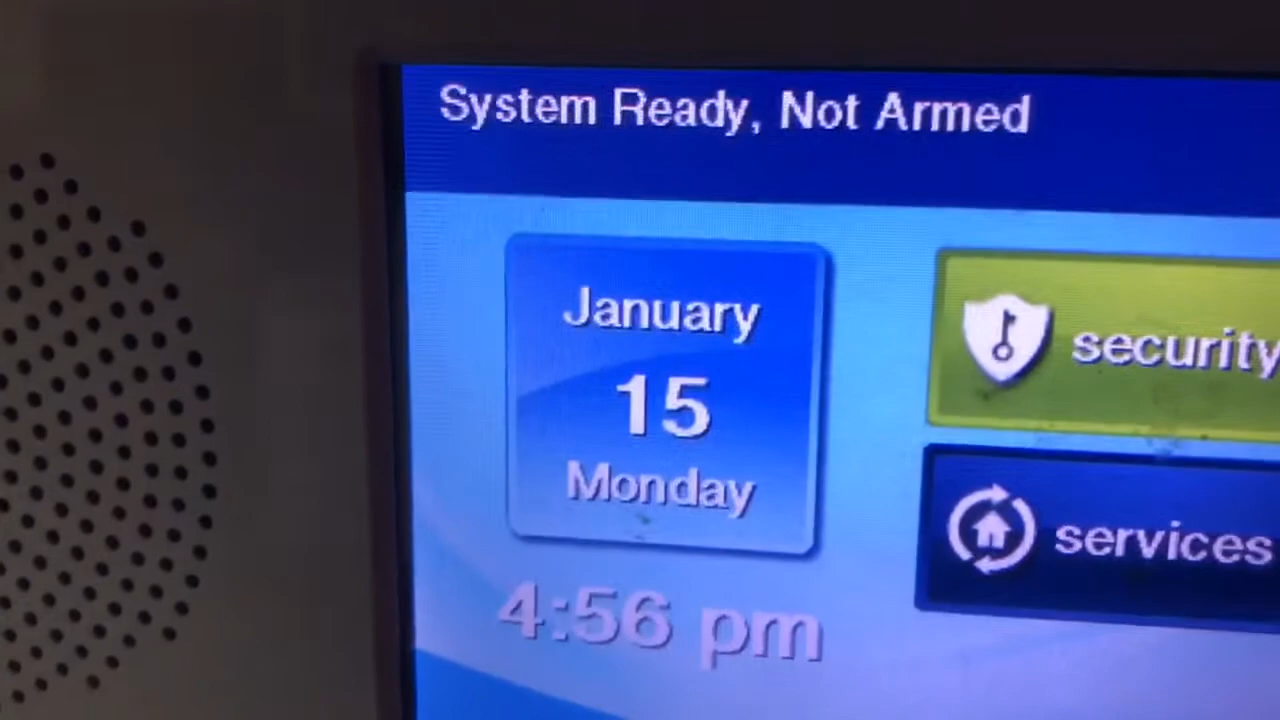 System Ready, Not Armed
January
15
Monday
4:56 pm
security
services